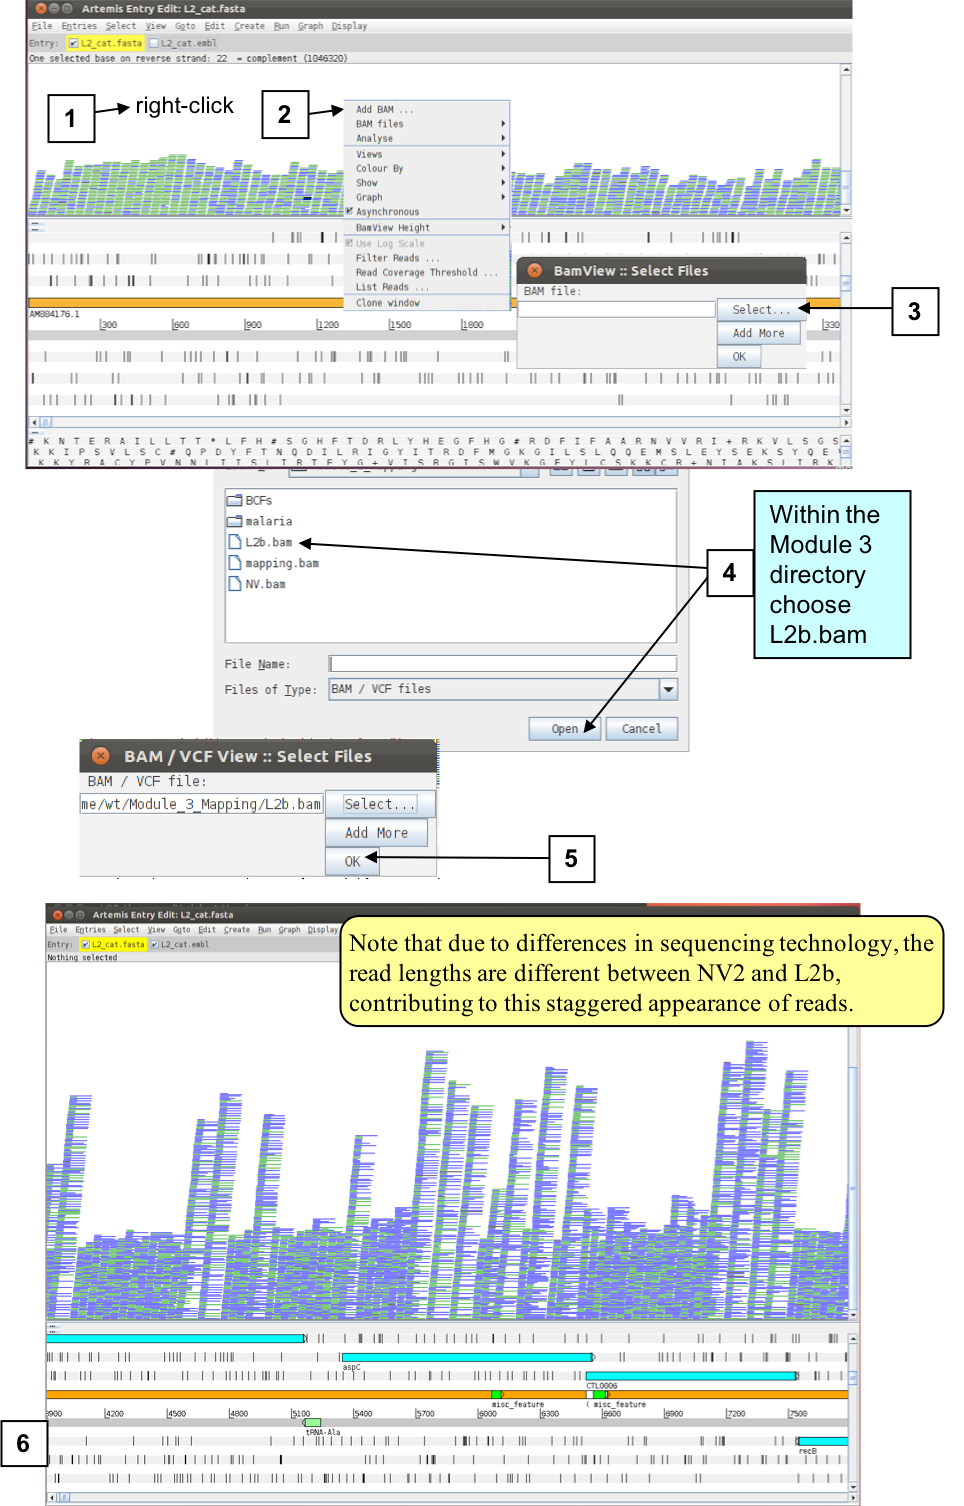 Artemis Entry Edit: L2_cat.fasta
File Entries Select View Goto Edit Create Run Graph Display
Entry: L2_cat.fasta L2_cat.embl
One selected base on reverse strand: 22 = complement (1046320)
1
right-click
2
Add BAM ...
BAM files
Analyse
Views
Colour By
Show
Graph
Asynchronous
BamView Height
Use Log Scale
Filter Reads ...
Read Coverage Threshold ...
List Reads ...
Clone window
BamView :: Select Files
BAM file:
Select...
Add More
OK
3
AM884176.1
300 600 900 1200 1500 1800 330
# K N T E R A I L L T T * L F H # S G H F T D R L Y H E G F H G # R D F I F A A R N V V R I + R K V L S G S
K K I P S V L S C # Q P D Y F T N Q D I L R I G Y I T R D F M G K G I L S L Q Q E M S L E Y S E K S Y Q E
BCFs
malaria
L2b.bam
mapping.bam
NV.bam
File Name:
Files of Type: BAM / VCF files
Open Cancel
4
Within the
Module 3
directory
choose
L2b.bam
BAM / VCF View :: Select Files
BAM / VCF file:
me/wt/Module_3_Mapping/L2b.bam
Select...
Add More
OK
5
Artemis Entry Edit: L2_cat.fasta
File Entries Select View Goto Edit Create Run Graph Display
Entry: L2_cat.fasta L2_cat.embl
Nothing selected
Note that due to differences in sequencing technology, the
read lengths are different between NV2 and L2b,
contributing to this staggered appearance of reads.
aspC
CTL0006
misc_feature ( misc_feature
3900 4200 4500 4800 5100 5400 5700 6000 6300 6600 6900 7200 7500
tRNA-Ala
6
recB